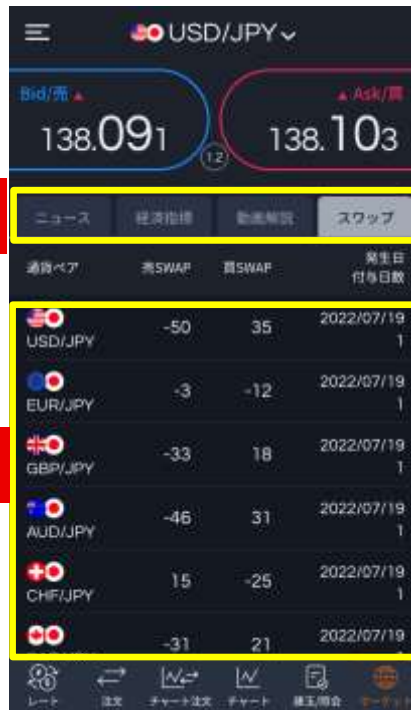 USD/JPY
Bid/売 ▲
▲ Ask/買
138.091
138.103
1.2
ニュース 経済指標 動画解説 スワップ
通貨ペア 売SWAP 買SWAP 発生日
付与日数
USD/JPY -50 35 2022/07/19
1
EUR/JPY -3 -12 2022/07/19
1
GBP/JPY -33 18 2022/07/19
1
AUD/JPY -46 31 2022/07/19
1
CHF/JPY 15 -25 2022/07/19
1
-31 21 2022/07/19
レート 注文 チャート注文 チャート 建玉/照会 マーケット